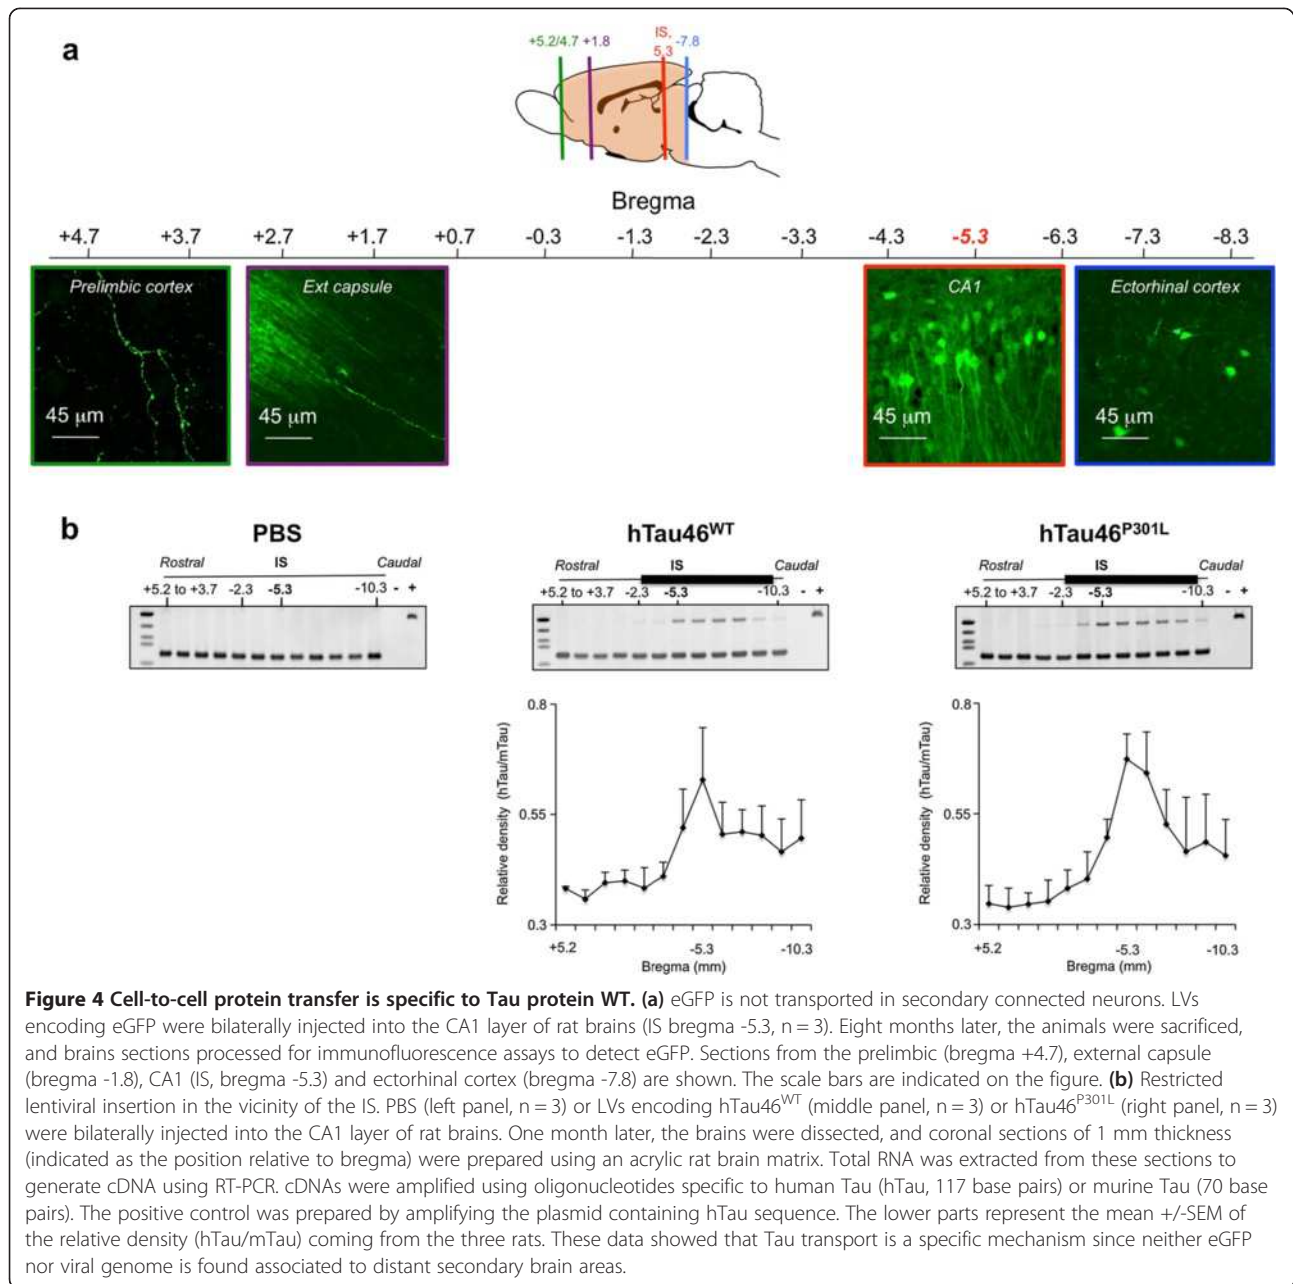 a
+5.2/4.7 +1.8 IS, 5.3 -7.8
Bregma
+4.7 +3.7 +2.7 +1.7 +0.7 -0.3 -1.3 -2.3 -3.3 -4.3 -5.3 -6.3 -7.3 -8.3
Prelimbic cortex Ext capsule CA1 Ectorhinal cortex
45 μm 45 μm 45 μm 45 μm
b
PBS hTau46WT hTau46P301L
Rostral IS Caudal Rostral IS Caudal Rostral IS Caudal
+5.2 to +3.7 -2.3 -5.3 -10.3 - + +5.2 to +3.7 -2.3 -5.3 -10.3 - + +5.2 to +3.7 -2.3 -5.3 -10.3 - +
0.8 0.8
Relative density (hTau/mTau) Relative density (hTau/mTau)
0.55 0.55
0.3 0.3
+5.2 -5.3 -10.3 +5.2 -5.3 -10.3
Bregma (mm) Bregma (mm)
Figure 4 Cell-to-cell protein transfer is specific to Tau protein WT. (a) eGFP is not transported in secondary connected neurons. LVs
encoding eGFP were bilaterally injected into the CA1 layer of rat brains (IS bregma -5.3, n = 3). Eight months later, the animals were sacrificed,
and brains sections processed for immunofluorescence assays to detect eGFP. Sections from the prelimbic (bregma +4.7), external capsule
(bregma -1.8), CA1 (IS, bregma -5.3) and ectorhinal cortex (bregma -7.8) are shown. The scale bars are indicated on the figure. (b) Restricted
lentiviral insertion in the vicinity of the IS. PBS (left panel, n = 3) or LVs encoding hTau46WT (middle panel, n = 3) or hTau46P301L (right panel, n = 3)
were bilaterally injected into the CA1 layer of rat brains. One month later, the brains were dissected, and coronal sections of 1 mm thickness
(indicated as the position relative to bregma) were prepared using an acrylic rat brain matrix. Total RNA was extracted from these sections to
generate cDNA using RT-PCR. cDNAs were amplified using oligonucleotides specific to human Tau (hTau, 117 base pairs) or murine Tau (70 base
pairs). The positive control was prepared by amplifying the plasmid containing hTau sequence. The lower parts represent the mean +/-SEM of
the relative density (hTau/mTau) coming from the three rats. These data showed that Tau transport is a specific mechanism since neither eGFP
nor viral genome is found associated to distant secondary brain areas.